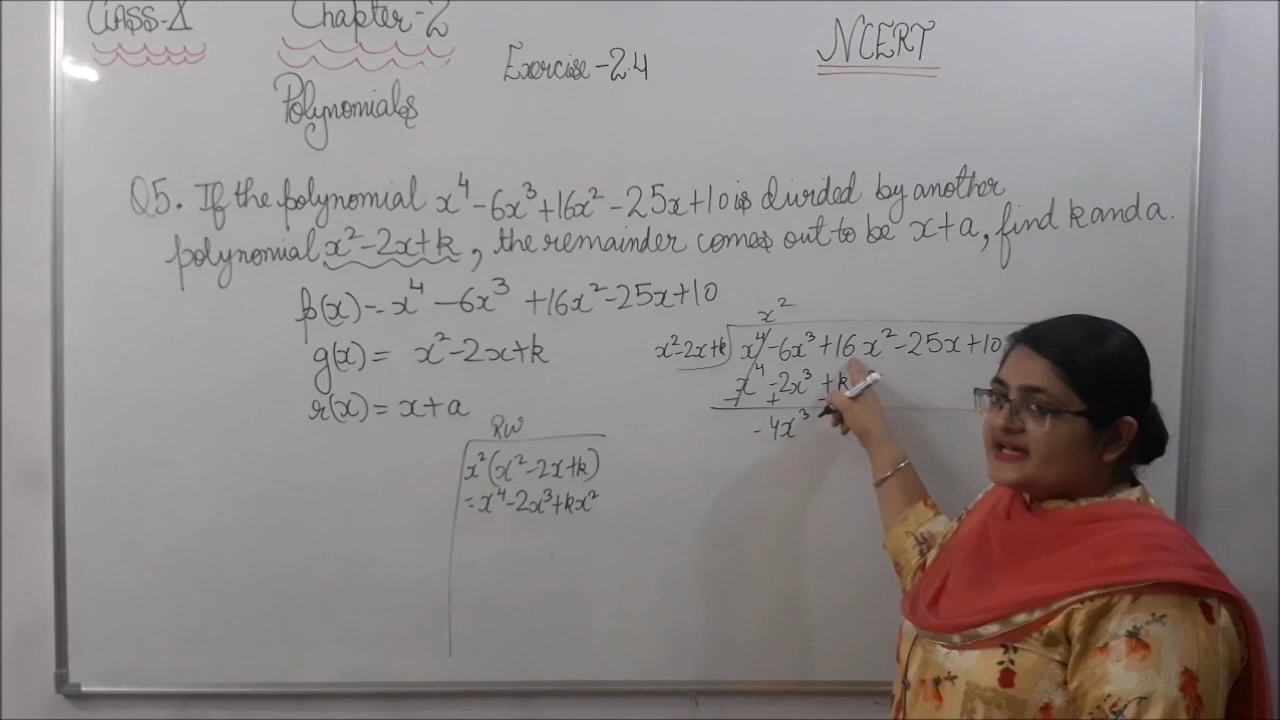 CLASS-X Chapter-2 NCERT
Exercise-2.4
Polynomials
Q5. If the polynomial x⁴-6x³+16x²-25x+10 is divided by another
polynomial x²-2x+k, the remainder comes out to be x+a, find k and a.
p(x)=x⁴-6x³+16x²-25x+10
g(x)= x²-2x+k
r(x)= x+a
x²
x²-2x+k) x⁴-6x³+16x²-25x+10
x⁴-2x³+k
- + -
-4x³
RW
x²(x²-2x+k)
=x⁴-2x³+kx²